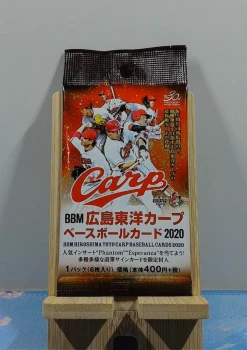 Carp
BBM 広島東洋カープ
ベースボールカード 2020
BBM HIROSHIMA TOYO CARP BASEBALL CARDS 2020
人気インサート"Phantom""Esperanza"を当てよう!
多種多様な直筆サインカードを限定封入
1パック(6枚入り) 価格(本体400円+税)